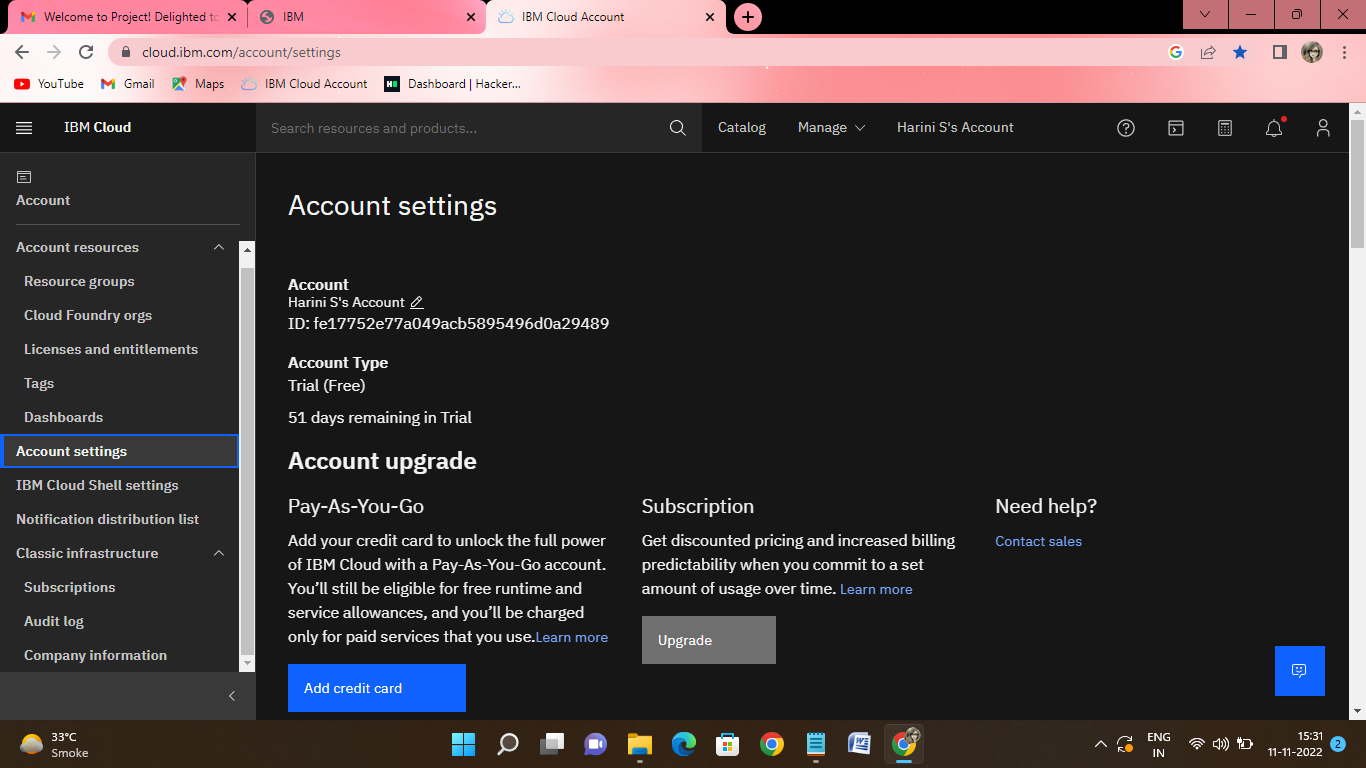 Welcome to Project! Delighted to
IBM
IBM Cloud Account
cloud.ibm.com/account/settings
YouTube
Gmail
Maps
IBM Cloud Account
Dashboard | Hacker...
IBM Cloud
Search resources and products...
Catalog
Manage
Harini S's Account
Account
Account resources
Resource groups
Cloud Foundry orgs
Licenses and entitlements
Tags
Dashboards
Account settings
IBM Cloud Shell settings
Notification distribution list
Classic infrastructure
Subscriptions
Audit log
Company information
Account settings
Account
Harini S's Account
ID: fe17752e77a049acb5895496d0a29489
Account Type
Trial (Free)
51 days remaining in Trial
Account upgrade
Pay-As-You-Go
Add your credit card to unlock the full power
of IBM Cloud with a Pay-As-You-Go account.
You’ll still be eligible for free runtime and
service allowances, and you’ll be charged
only for paid services that you use.Learn more
Add credit card
Subscription
Get discounted pricing and increased billing
predictability when you commit to a set
amount of usage over time. Learn more
Upgrade
Need help?
Contact sales
33°C
Smoke
ENG
IN
15:31
11-11-2022
2